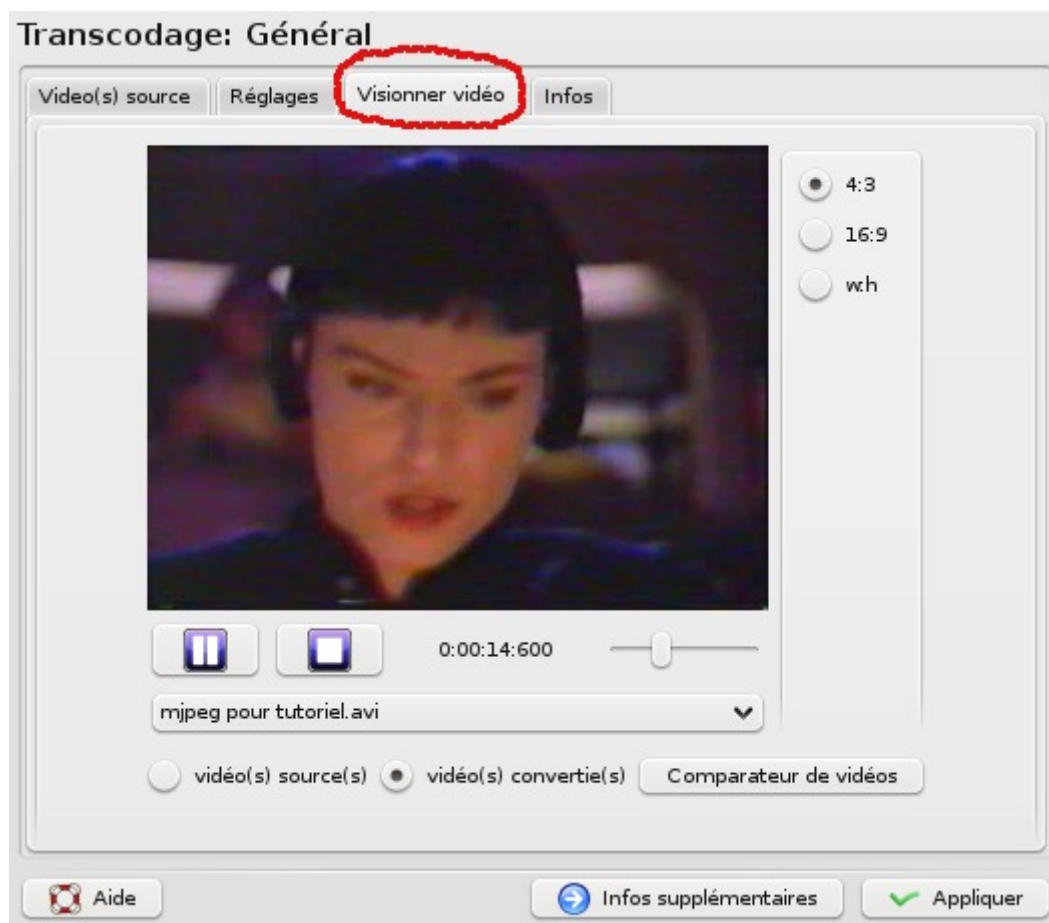 Transcodage: Général
Video(s) source Réglages Visionner vidéo Infos
4:3
16:9
w:h
0:00:14:600
mjpeg pour tutoriel.avi
vidéo(s) source(s) vidéo(s) convertie(s) Comparateur de vidéos
Aide Infos supplémentaires Appliquer